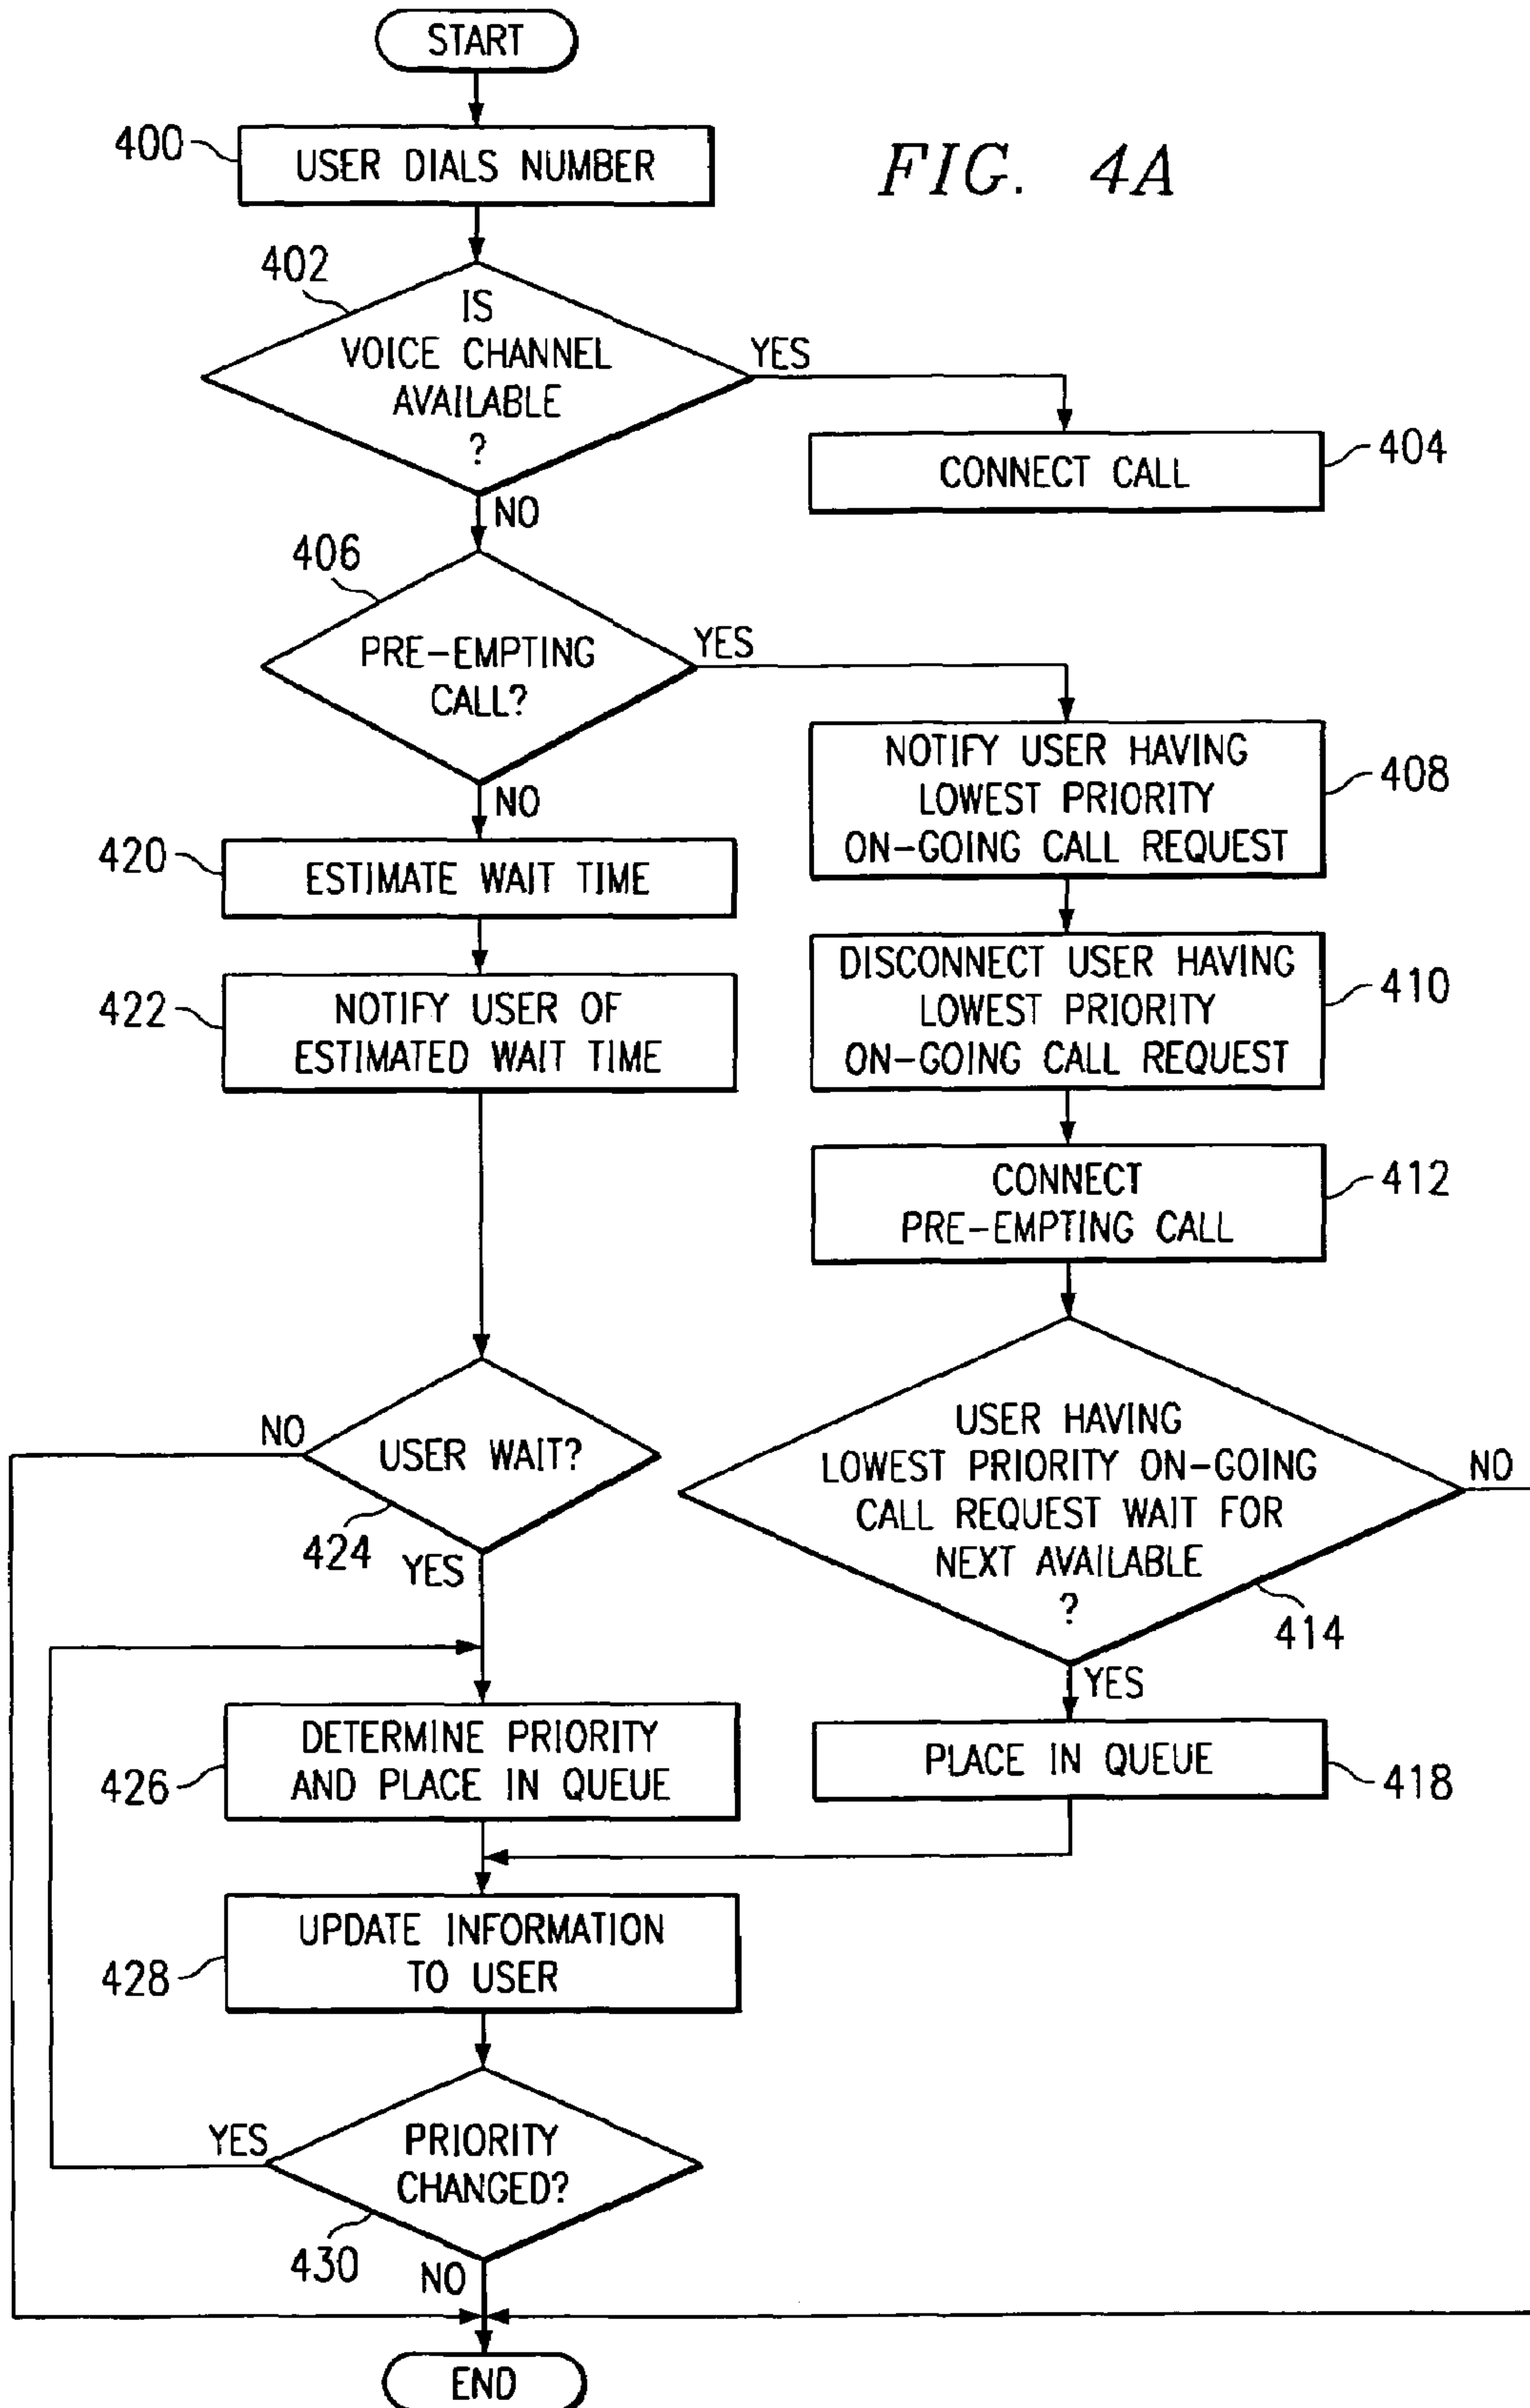 START
400
USER DIALS NUMBER
FIG. 4A
402
IS
VOICE CHANNEL
AVAILABLE
?
YES
CONNECT CALL
404
NO
406
PRE-EMPTING
CALL?
YES
NOTIFY USER HAVING
LOWEST PRIORITY
ON-GOING CALL REQUEST
408
NO
420
ESTIMATE WAIT TIME
DISCONNECT USER HAVING
LOWEST PRIORITY
ON-GOING CALL REQUEST
410
422
NOTIFY USER OF
ESTIMATED WAIT TIME
CONNECT
PRE-EMPTING CALL
412
NO
USER WAIT?
424
YES
USER HAVING
LOWEST PRIORITY ON-GOING
CALL REQUEST WAIT FOR
NEXT AVAILABLE
?
NO
414
YES
426
DETERMINE PRIORITY
AND PLACE IN QUEUE
PLACE IN QUEUE
418
428
UPDATE INFORMATION
TO USER
YES
PRIORITY
CHANGED?
430
NO
END